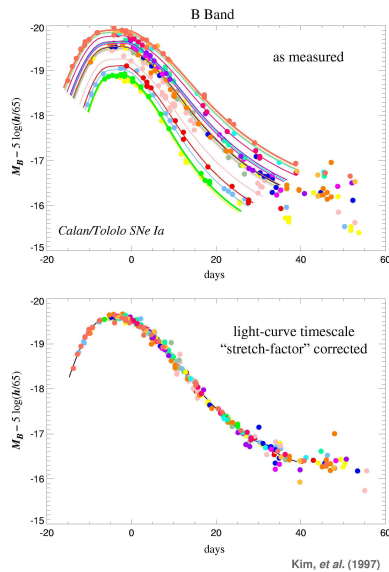 B Band
-20
as measured
-19
-18
-17
-16
Calan/Tololo SNe Ia
-15
-20 0 20 40 60
days
M_B – 5 log(h/65)
-20
light-curve timescale
“stretch-factor” corrected
-19
-18
-17
-16
-15
-20 0 20 40 60
days
M_B – 5 log(h/65)
Kim, et al. (1997)